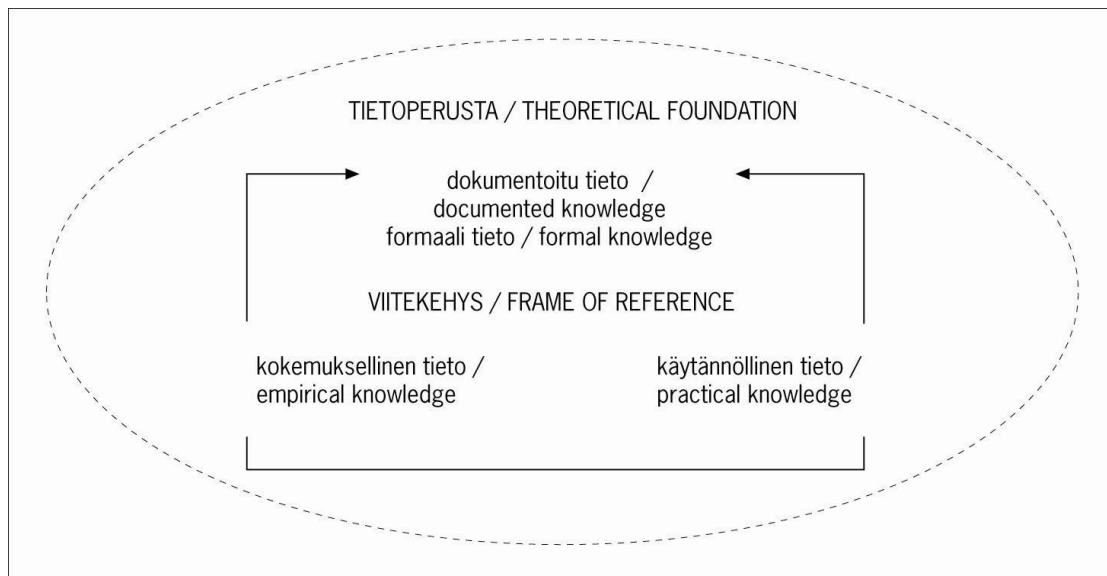 TIETOPERUSTA / THEORETICAL FOUNDATION
dokumentoitu tieto /
documented knowledge
formaali tieto / formal knowledge
VIITEKEHYS / FRAME OF REFERENCE
kokemuksellinen tieto /
empirical knowledge
käytännöllinen tieto /
practical knowledge